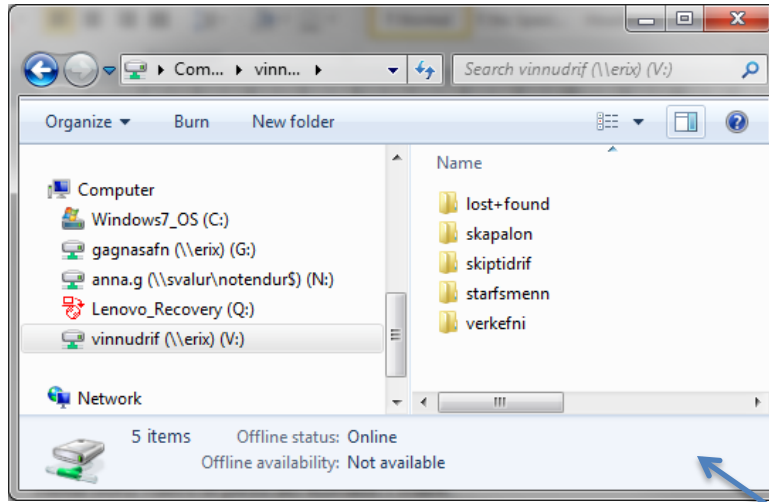 Com... vinn... Search vinnudrif (\\erix) (V:)
Organize Burn New folder
Computer
Windows7_OS (C:)
gagnasafn (\\erix) (G:)
anna.g (\\svalur\notendur$) (N:)
Lenovo_Recovery (Q:)
vinnudrif (\\erix) (V:)
Network
Name
lost+found
skapalon
skiptidrif
starfsmenn
verkefni
5 items Offline status: Online
Offline availability: Not available